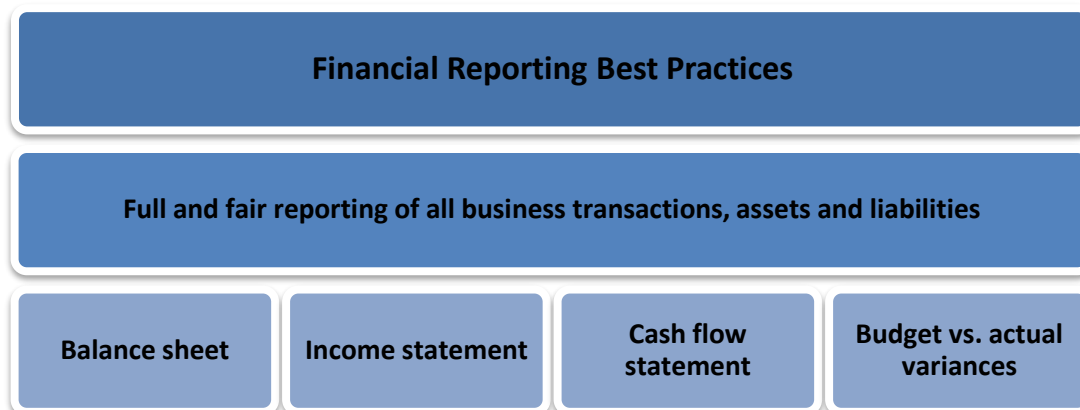 Financial Reporting Best Practices
Full and fair reporting of all business transactions, assets and liabilities
Balance sheet
Income statement
Cash flow
statement
Budget vs. actual
variances